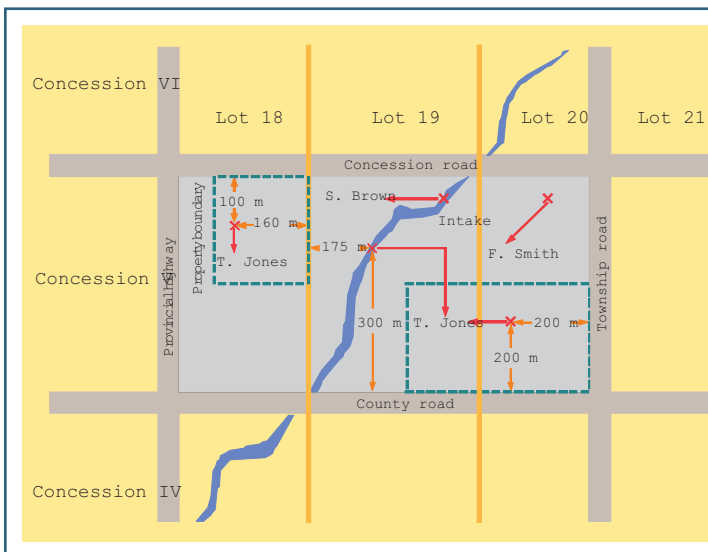 Concession VI
Lot 18
Lot 19
Lot 20
Lot 21
Concession road
Property boundary
100 m
160 m
T. Jones
S. Brown
Intake
F. Smith
175 m
Concession
Provincial highway
Township road
300 m
T. Jones
200 m
200 m
County road
Concession IV